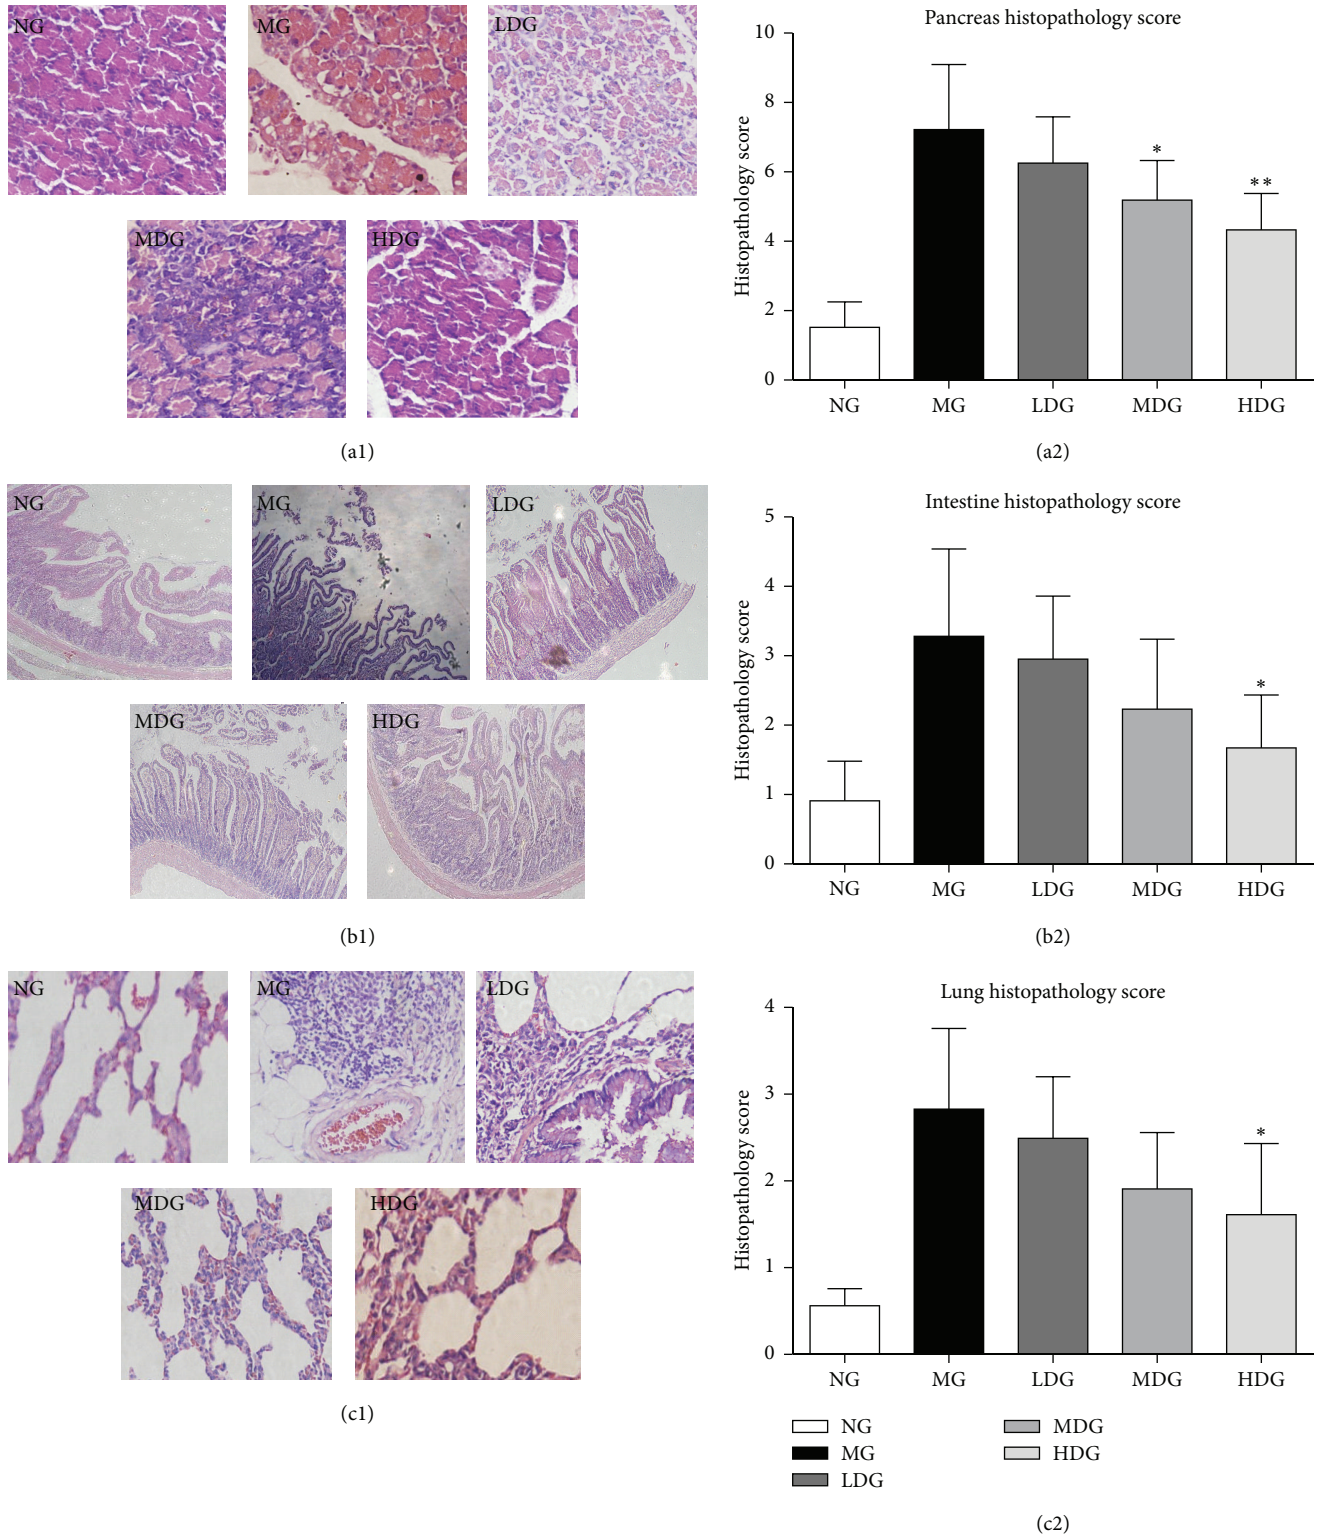 NG
MG
LDG
MDG
HDG
(a1)
Pancreas histopathology score
Histopathology score
10
8
6
4
2
0
*
**
NG MG LDG MDG HDG
(a2)
NG
MG
LDG
MDG
HDG
(b1)
Intestine histopathology score
Histopathology score
5
4
3
2
1
0
*
NG MG LDG MDG HDG
(b2)
NG
MG
LDG
MDG
HDG
(c1)
Lung histopathology score
Histopathology score
4
3
2
1
0
*
NG MG LDG MDG HDG
NG
MG
LDG
MDG
HDG
(c2)